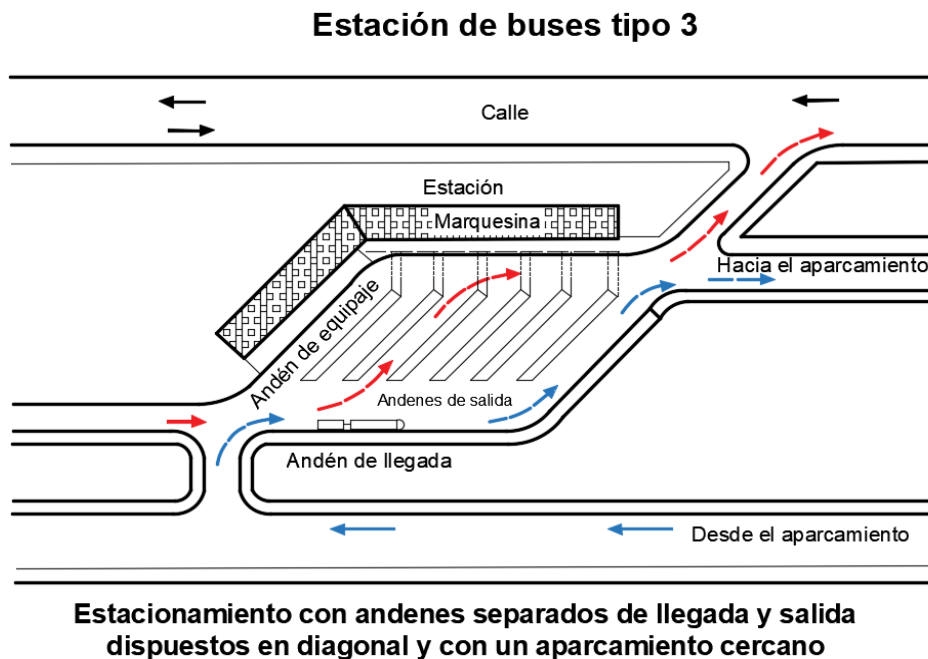 Estación de buses tipo 3
Calle
Estación
Marquesina
Hacia el aparcamiento
Andén de equipaje
Andenes de salida
Andén de llegada
Desde el aparcamiento
Estacionamiento con andenes separados de llegada y salida
dispuestos en diagonal y con un aparcamiento cercano